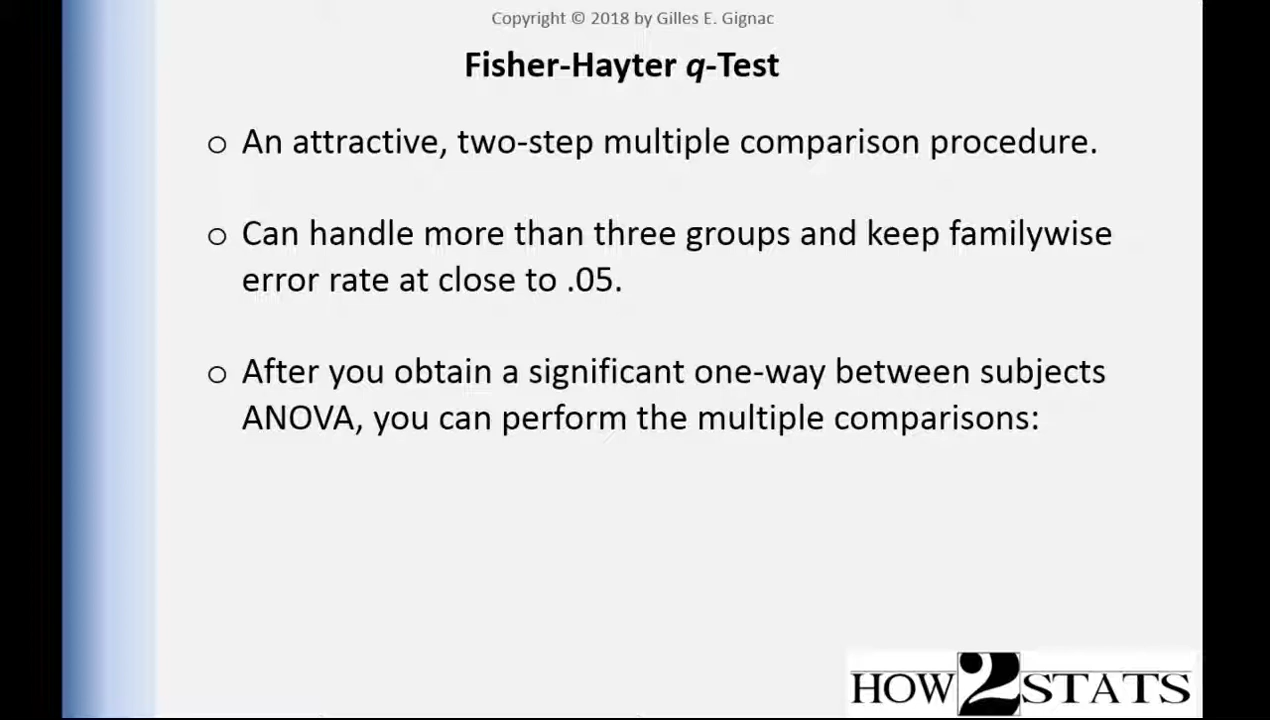 Copyright © 2018 by Gilles E. Gignac
Fisher-Hayter q-Test
o An attractive, two-step multiple comparison procedure.
o Can handle more than three groups and keep familywise
error rate at close to .05.
o After you obtain a significant one-way between subjects
ANOVA, you can perform the multiple comparisons:
HOW2STATS